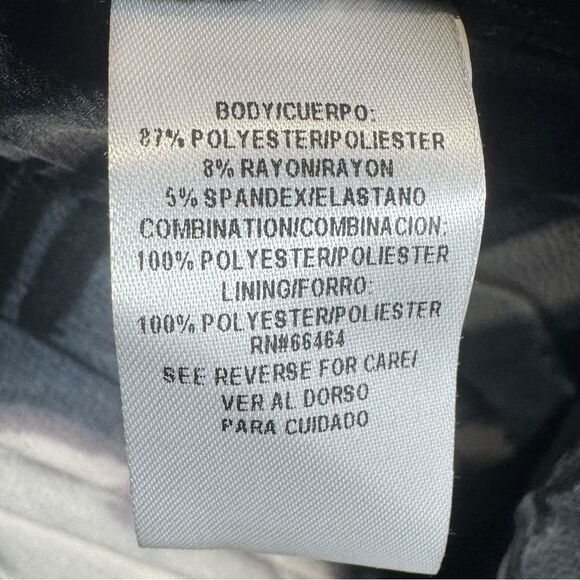 BODY/CUERPO:
87% POLYESTER/POLIESTER
8% RAYON/RAYON
5% SPANDEX/ELASTANO
COMBINATION/COMBINACION:
100% POLYESTER/POLIESTER
LINING/FORRO:
100% POLYESTER/POLIESTER
RN#66464
SEE REVERSE FOR CARE/
VER AL DORSO
PARA CUIDADO